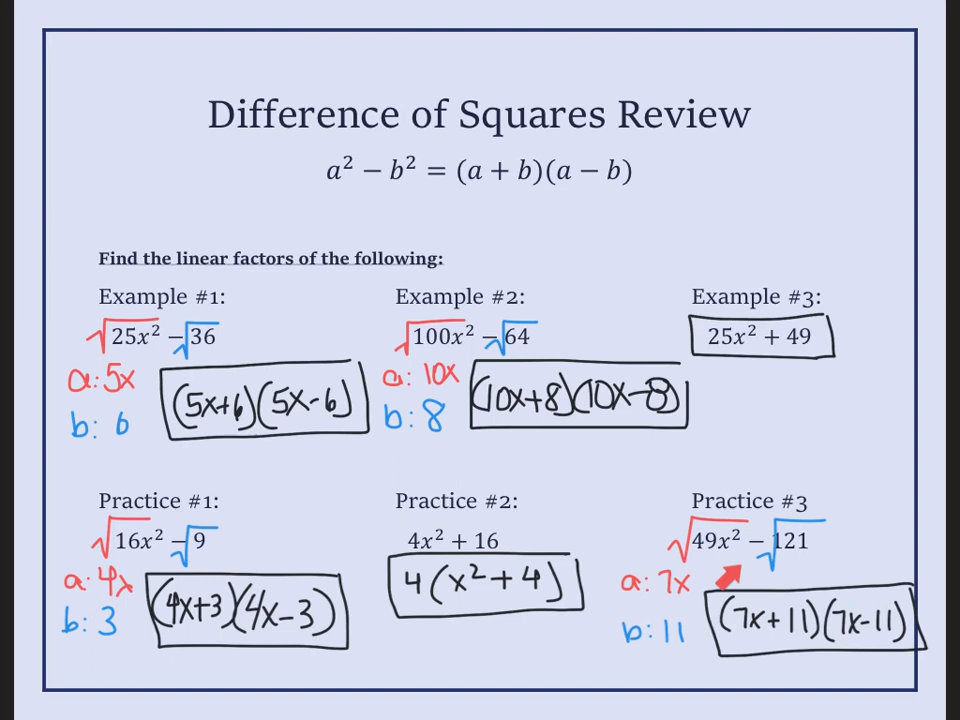 Difference of Squares Review
a² − b² = (a + b)(a − b)
Find the linear factors of the following:
Example #1:
√25x² − √36
a: 5x
b: 6
(5x+6)(5x-6)
Example #2:
√100x² − √64
a: 10x
b: 8
(10x+8)(10x-8)
Example #3:
25x² + 49
Practice #1:
√16x² − √9
a: 4x
b: 3
(4x+3)(4x-3)
Practice #2:
4x² + 16
4(x²+4)
Practice #3
√49x² − √121
a: 7x
b: 11
(7x+11)(7x-11)